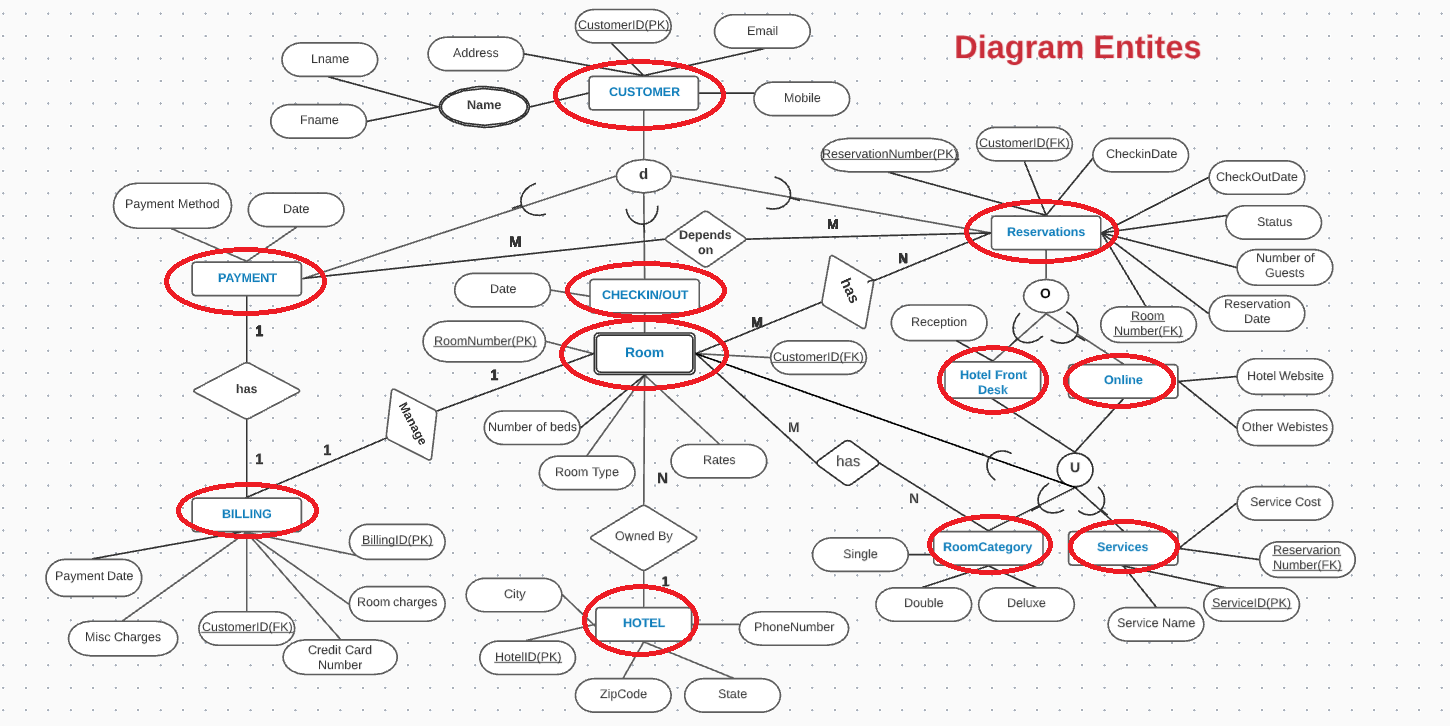 CustomerID(PK)
Email
Diagram Entites
Address
Lname
CUSTOMER
Name
Mobile
Fname
ReservationNumber(PK)
CustomerID(FK)
CheckinDate
d
CheckOutDate
Payment Method
Date
Status
Reservations
Depends
on
M
M
N
Number of
Guests
PAYMENT
Date
CHECKIN/OUT
has
O
Reservation
Date
Room
Number(FK)
Reception
M
1
RoomNumber(PK)
Room
CustomerID(FK)
1
Hotel Front
Desk
Online
Hotel Website
has
Manage
Number of beds
M
Other Webistes
1
1
Room Type
Rates
has
U
N
N
Service Cost
BILLING
BillingID(PK)
Owned By
RoomCategory
Services
Single
Reservarion
Number(FK)
Payment Date
1
City
Room charges
Double
Deluxe
ServiceID(PK)
HOTEL
PhoneNumber
Service Name
Misc Charges
CustomerID(FK)
Credit Card
Number
HotelID(PK)
ZipCode
State